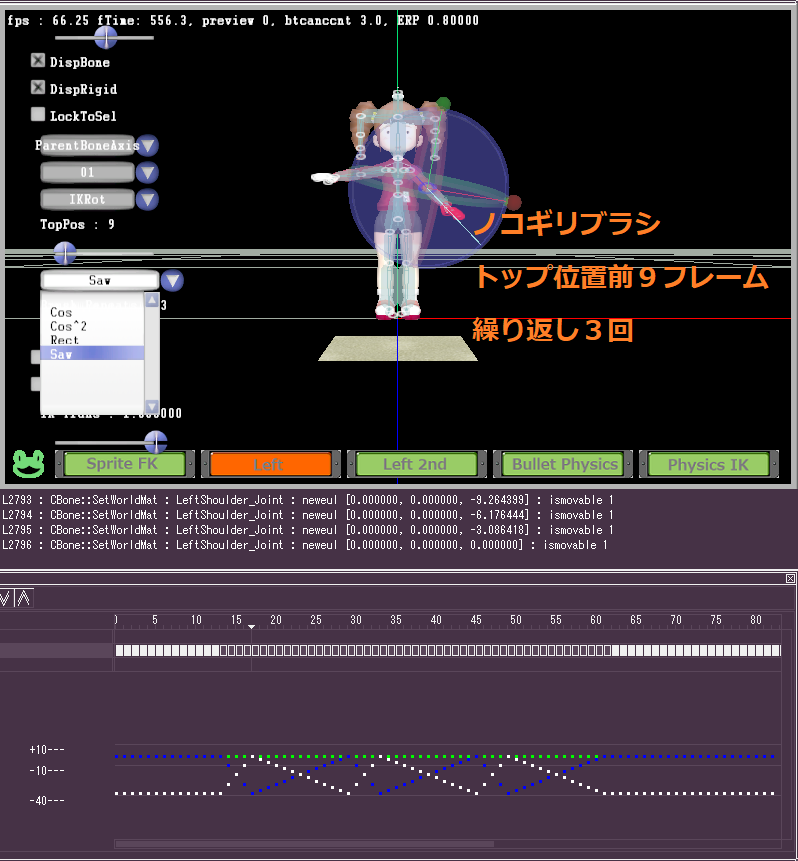 fps : 66.25 fTime: 556.3, preview 0, btcanccnt 3.0, ERP 0.80000
DispBone
DispRigid
LockToSel
ParentBoneAxis
01
IKRot
TopPos : 9
ノコギリブラシ
トップ位置前９フレーム
繰り返し３回
Saw
3
Cos
Cos^2
Rect
Saw
Sprite FK
Left
Left 2nd
Bullet Physics
Physics IK
L2793 : CBone::SetWorldMat : LeftShoulder_Joint : neweul [0.000000, 0.000000, -9.264399] : ismovable 1
L2794 : CBone::SetWorldMat : LeftShoulder_Joint : neweul [0.000000, 0.000000, -6.176444] : ismovable 1
L2795 : CBone::SetWorldMat : LeftShoulder_Joint : neweul [0.000000, 0.000000, -3.086418] : ismovable 1
L2796 : CBone::SetWorldMat : LeftShoulder_Joint : neweul [0.000000, 0.000000, 0.000000] : ismovable 1
0 5 10 15 20 25 30 35 40 45 50 55 60 65 70 75 80
+10---
-10---
-40---